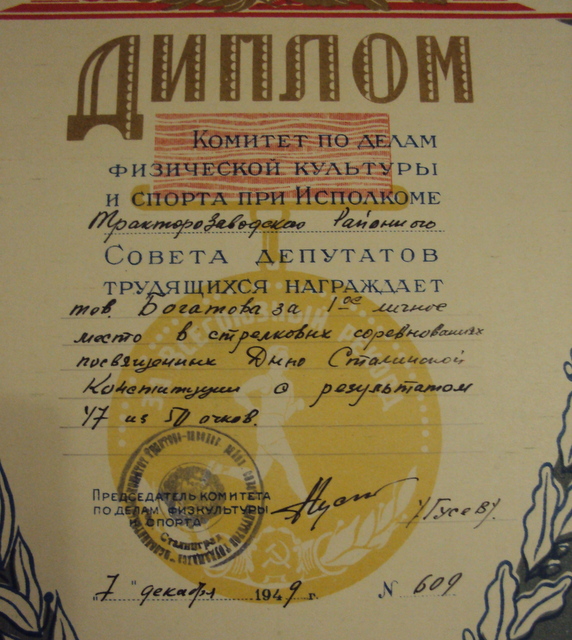 ДИПЛОМ
КОМИТЕТ ПО ДЕЛАМ
ФИЗИЧЕСКОЙ КУЛЬТУРЫ
И СПОРТА ПРИ ИСПОЛКОМЕ
Тракторозаводского Районного
СОВЕТА ДЕПУТАТОВ
ТРУДЯЩИХСЯ НАГРАЖДАЕТ
тов. Богатова за 1-ое личное
место в стрелковых соревнованиях
посвященных Дню Сталинской
Конституции с результатом
47 из 50 очков.
ПРЕДСЕДАТЕЛЬ КОМИТЕТА
ПО ДЕЛАМ ФИЗКУЛЬТУРЫ
И СПОРТА
/Гусев/
Сталинград
"7" декабря 1949 г. N 609